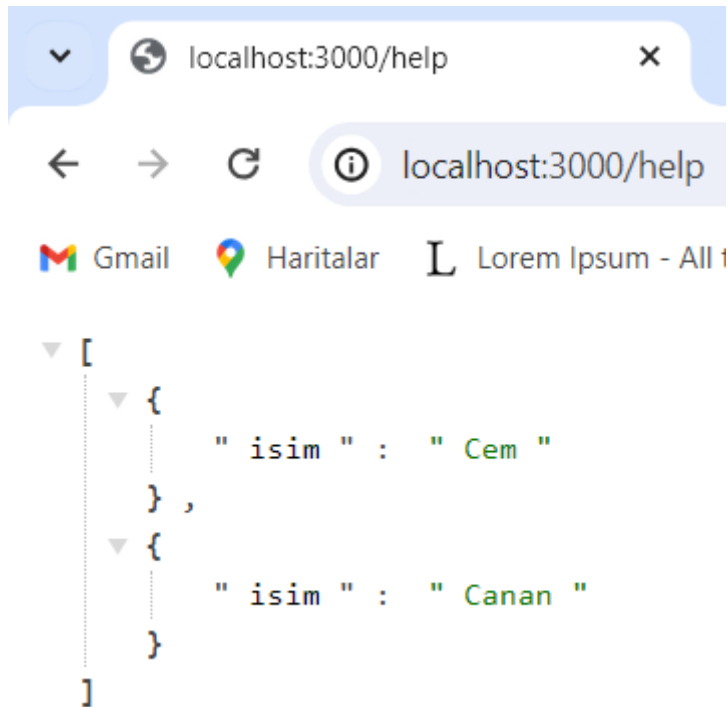 localhost:3000/help
localhost:3000/help
Gmail Haritalar L Lorem Ipsum - All
[
{
" isim " : " Cem "
} ,
{
" isim " : " Canan "
}
]